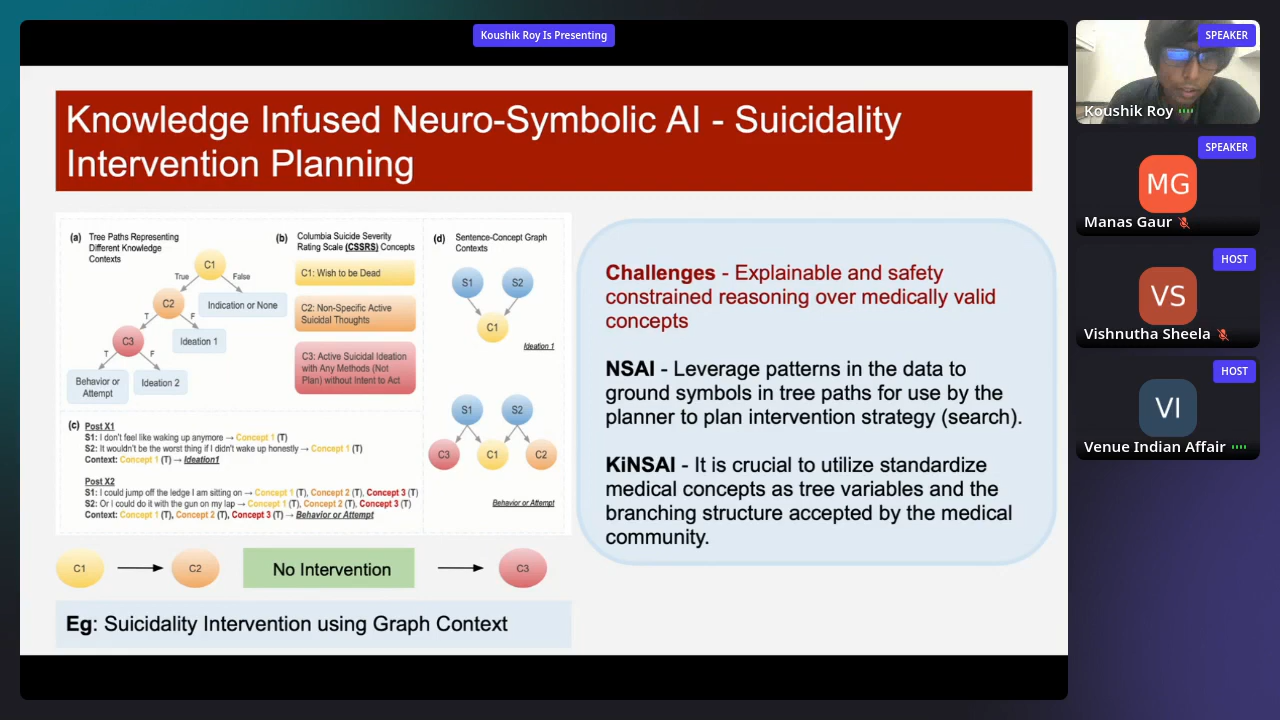 Koushik Roy Is Presenting
Knowledge Infused Neuro-Symbolic AI - Suicidality
Intervention Planning
(a) Tree Paths Representing
Different Knowledge
Contexts
C1
True
False
C2
Indication or None
T
F
C3
Ideation 1
T
F
Behavior or
Attempt
Ideation 2
(b) Columbia Suicide Severity
Rating Scale (CSSRS) Concepts
C1: Wish to be Dead
C2: Non-Specific Active
Suicidal Thoughts
C3: Active Suicidal Ideation
with Any Methods (Not
Plan) without Intent to Act
(c) Post X1
S1: I don't feel like waking up anymore → Concept 1 (T)
S2: It wouldn't be the worst thing if I didn't wake up honestly → Concept 1 (T)
Context: Concept 1 (T) → Ideation1
Post X2
S1: I could jump off the ledge I am sitting on → Concept 1 (T), Concept 2 (T), Concept 3 (T)
S2: Or I could do it with the gun on my lap → Concept 1 (T), Concept 2 (T), Concept 3 (T)
Context: Concept 1 (T), Concept 2 (T), Concept 3 (T) → Behavior or Attempt
(d) Sentence-Concept Graph
Contexts
S1 S2
C1
Ideation 1
S1 S2
C3 C1 C2
Behavior or Attempt
C1 C2 No Intervention C3
Eg: Suicidality Intervention using Graph Context
Challenges - Explainable and safety
constrained reasoning over medically valid
concepts
NSAI - Leverage patterns in the data to
ground symbols in tree paths for use by the
planner to plan intervention strategy (search).
KiNSAI - It is crucial to utilize standardize
medical concepts as tree variables and the
branching structure accepted by the medical
community.
SPEAKER
Koushik Roy
SPEAKER
MG
Manas Gaur
HOST
VS
Vishnutha Sheela
HOST
VI
Venue Indian Affair